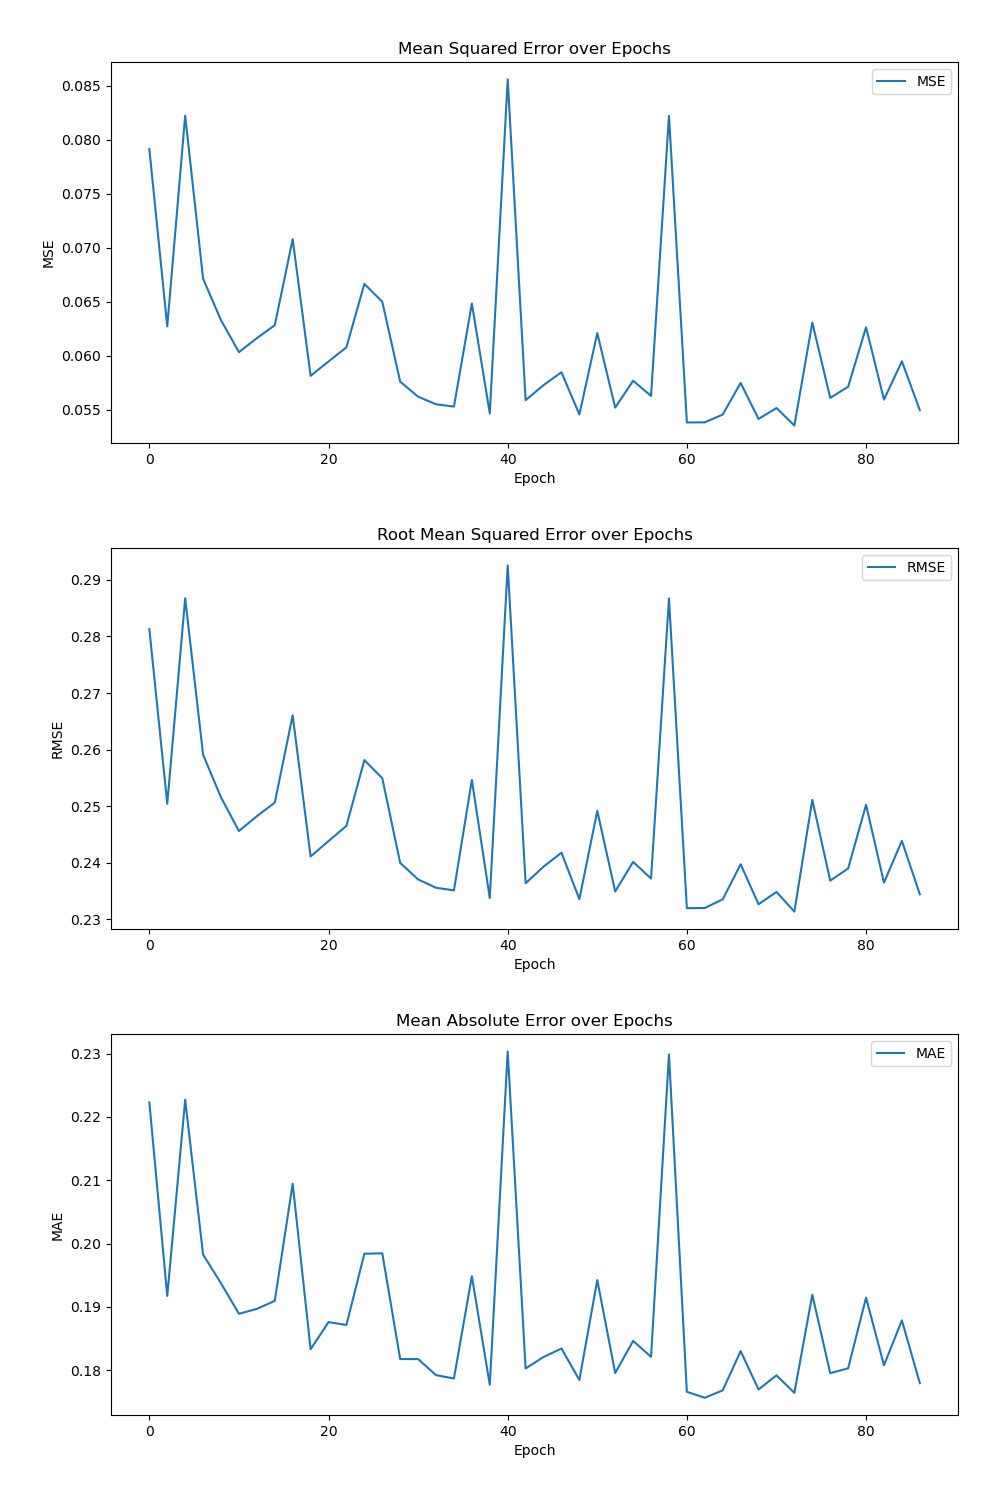 Mean Squared Error over Epochs
MSE
0.085
0.080
0.075
0.070
0.065
0.060
0.055
MSE
0 20 40 60 80
Epoch
Root Mean Squared Error over Epochs
RMSE
0.29
0.28
0.27
0.26
0.25
0.24
0.23
RMSE
0 20 40 60 80
Epoch
Mean Absolute Error over Epochs
MAE
0.23
0.22
0.21
0.20
0.19
0.18
MAE
0 20 40 60 80
Epoch